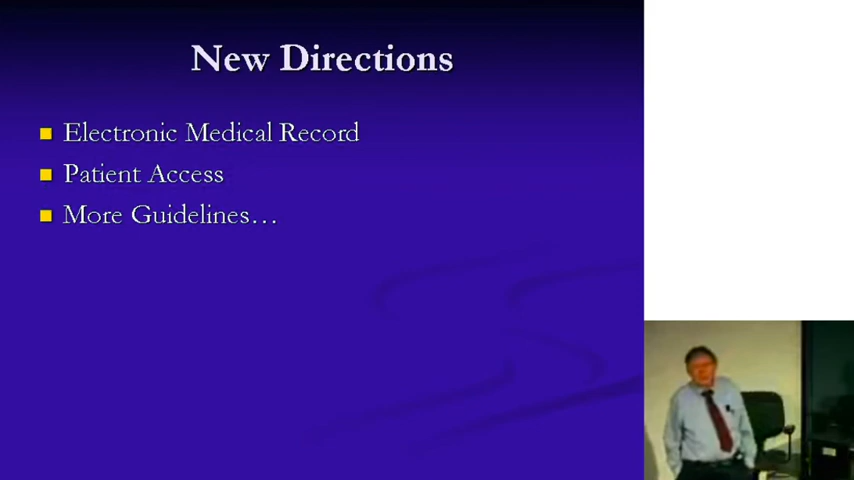 New Directions
Electronic Medical Record
Patient Access
More Guidelines…